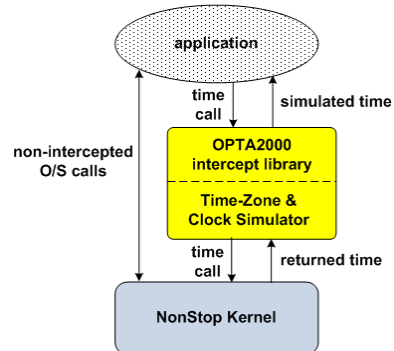 application
time
call
simulated time
non-intercepted
O/S calls
OPTA2000
intercept library
Time-Zone &
Clock Simulator
time
call
returned time
NonStop Kernel